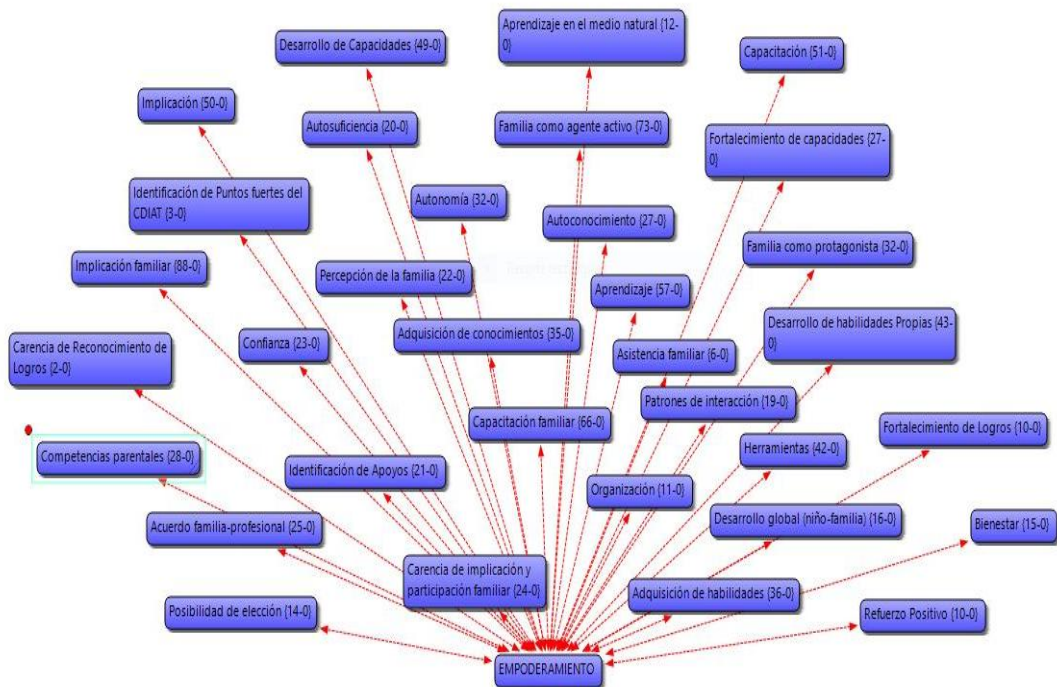 Aprendizaje en el medio natural {12-
0}
Desarrollo de Capacidades {49-0}
Capacitación {51-0}
Implicación {50-0}
Autosuficiencia {20-0}
Familia como agente activo {73-0}
Fortalecimiento de capacidades {27-
0}
Identificación de Puntos fuertes del
CDIAT {3-0}
Autonomía {32-0}
Autoconocimiento {27-0}
Familia como protagonista {32-0}
Implicación familiar {88-0}
Percepción de la familia {22-0}
Aprendizaje {57-0}
Desarrollo de habilidades Propias {43-
0}
Carencia de Reconocimiento de
Logros {2-0}
Confianza {23-0}
Adquisición de conocimientos {35-0}
Asistencia familiar {6-0}
Patrones de interacción {19-0}
Capacitación familiar {66-0}
Fortalecimiento de Logros {10-0}
Competencias parentales {28-0}
Identificación de Apoyos {21-0}
Herramientas {42-0}
Organización {11-0}
Acuerdo familia-profesional {25-0}
Desarrollo global (niño-familia) {16-0}
Bienestar {15-0}
Carencia de implicación y
participación familiar {24-0}
Adquisición de habilidades {36-0}
Posibilidad de elección {14-0}
Refuerzo Positivo {10-0}
EMPODERAMIENTO